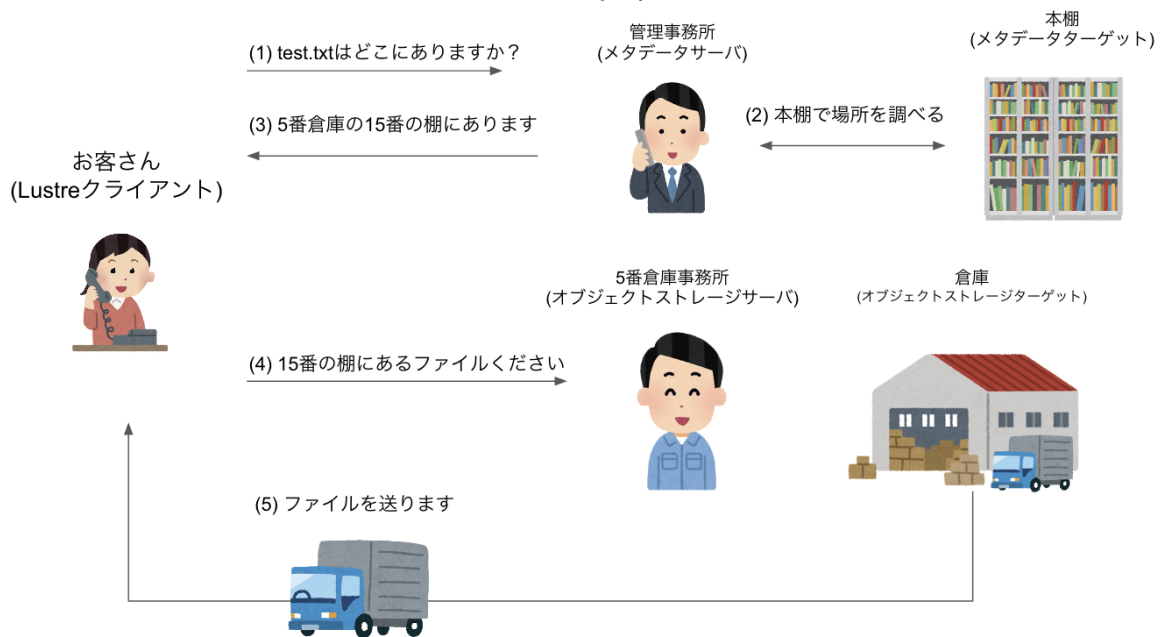 管理事務所
(メタデータサーバ)
本棚
(メタデータターゲット)
(1) test.txtはどこにありますか？
(2) 本棚で場所を調べる
(3) 5番倉庫の15番の棚にあります
お客さん
(Lustreクライアント)
5番倉庫事務所
(オブジェクトストレージサーバ)
倉庫
(オブジェクトストレージターゲット)
(4) 15番の棚にあるファイルください
(5) ファイルを送ります